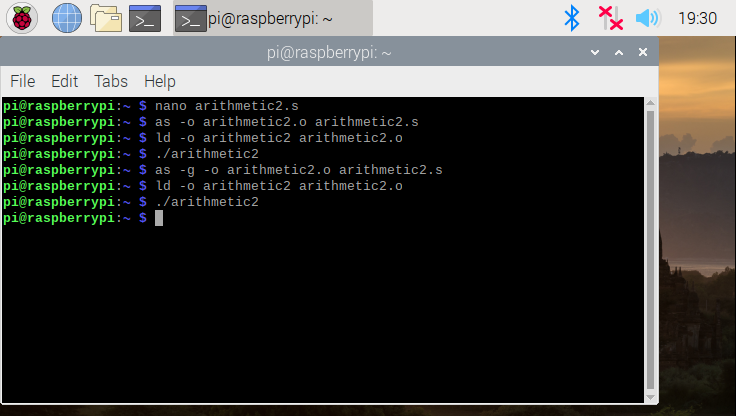 pi@raspberrypi: ~
19:30
pi@raspberrypi: ~
File Edit Tabs Help
pi@raspberrypi:~ $ nano arithmetic2.s
pi@raspberrypi:~ $ as -o arithmetic2.o arithmetic2.s
pi@raspberrypi:~ $ ld -o arithmetic2 arithmetic2.o
pi@raspberrypi:~ $ ./arithmetic2
pi@raspberrypi:~ $ as -g -o arithmetic2.o arithmetic2.s
pi@raspberrypi:~ $ ld -o arithmetic2 arithmetic2.o
pi@raspberrypi:~ $ ./arithmetic2
pi@raspberrypi:~ $